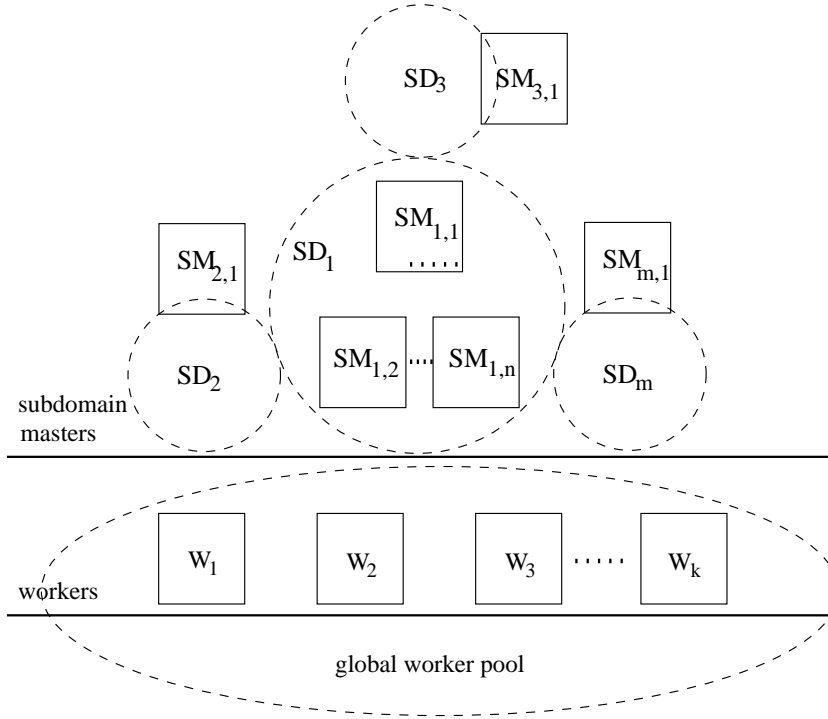 SD3
SM3,1
SM1,1
.....
SD1
SM2,1
SMm,1
SM1,2 ..... SM1,n
SD2
SDm
subdomain
masters
W1 W2 W3 ..... Wk
workers
global worker pool